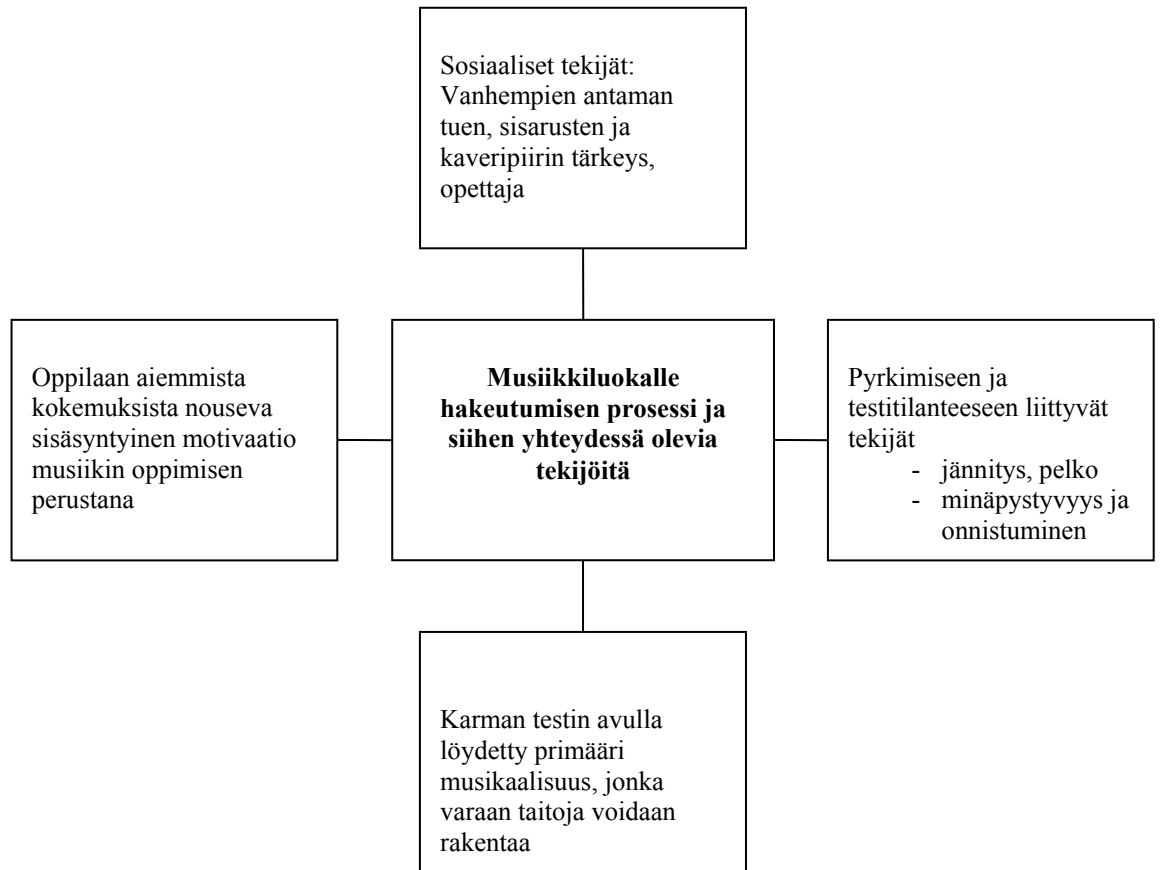 Sosiaaliset tekijät:
Vanhempien antaman
tuen, sisarusten ja
kaveripiirin tärkeys,
opettaja
Oppilaan aiemmista
kokemuksista nouseva
sisäsyntyinen motivaatio
musiikin oppimisen
perustana
Musiikkiluokalle
hakeutumisen prosessi ja
siihen yhteydessä olevia
tekijöitä
Pyrkimiseen ja
testitilanteeseen liittyvät
tekijät
- jännitys, pelko
- minäpystyvyys ja
onnistuminen
Karman testin avulla
löydetty primääri
musikaalisuus, jonka
varaan taitoja voidaan
rakentaa